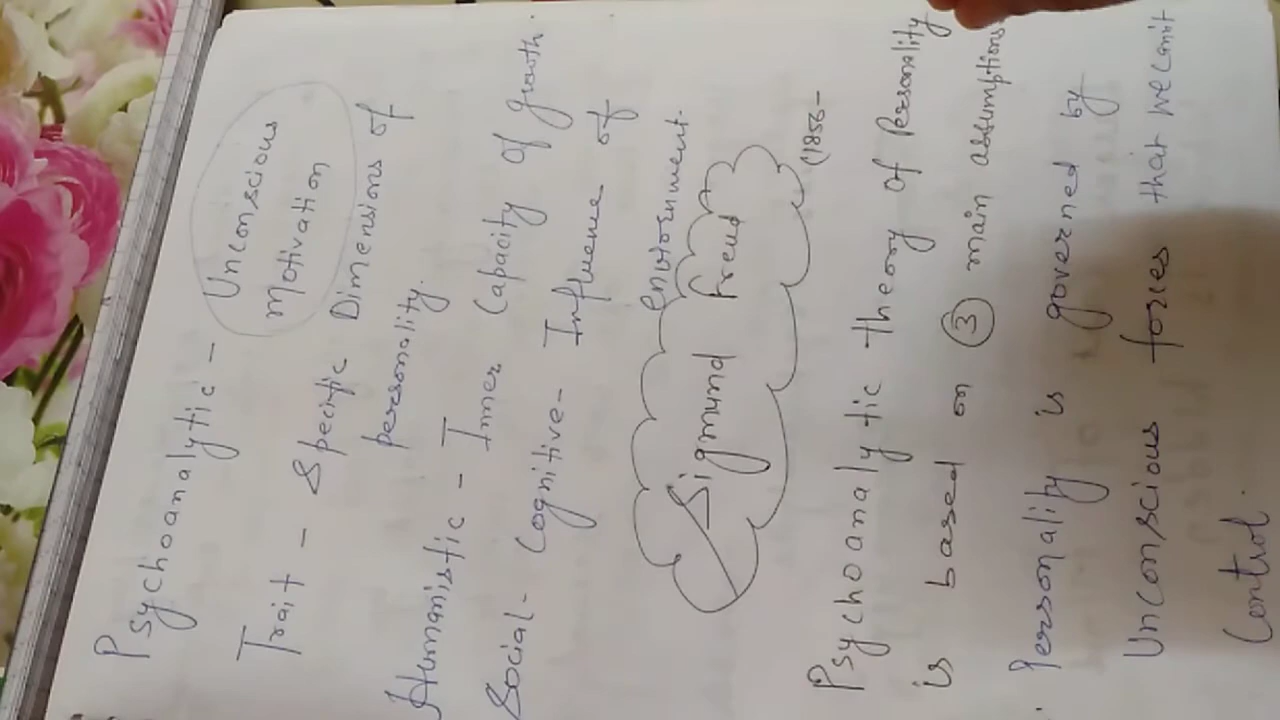 Psychoanalytic - Unconscious
Motivation
Trait - Specific Dimensions of
personality.
Humanistic - Inner Capacity of growth
Social-Cognitive- Influence of
enviornment.
Sigmund freud
(1856-
Psychoanalytic theory of Personality
is based on 3 main assumptions
. Personality is governed by
Unconscious forces that we can't
Control.